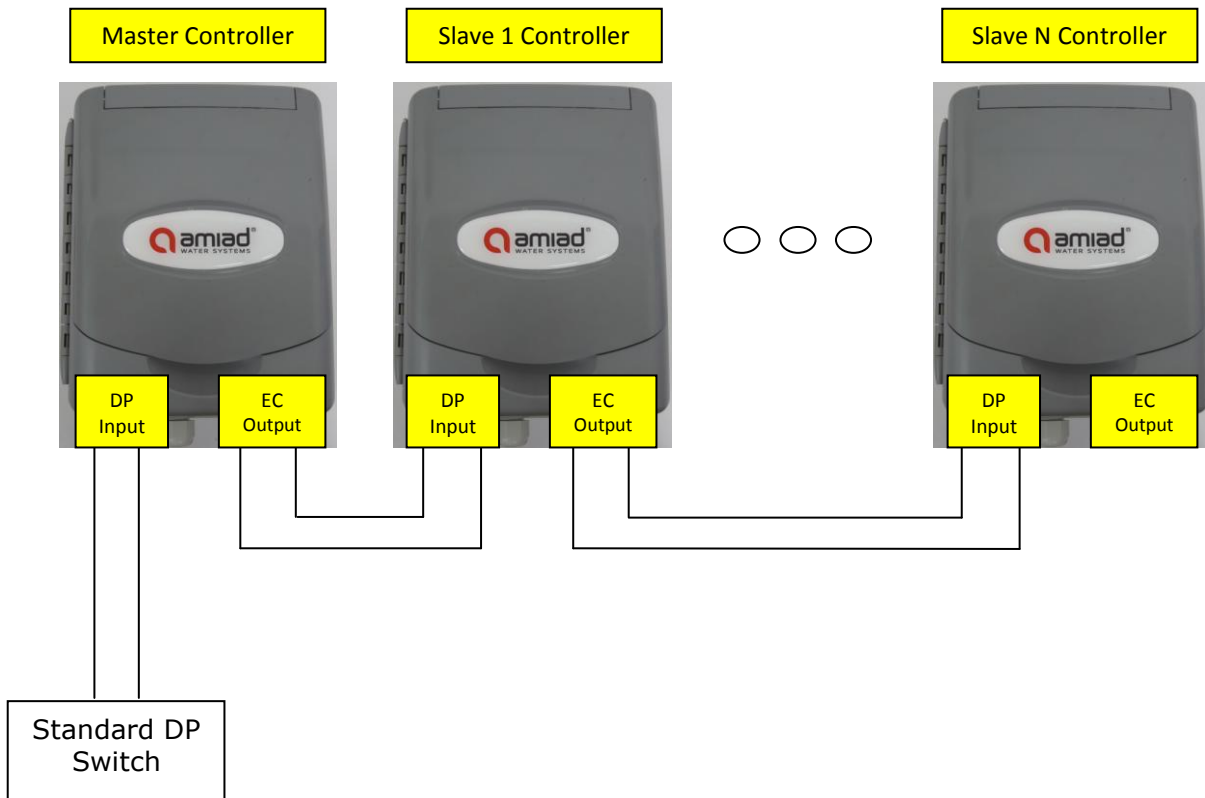 Master Controller
Slave 1 Controller
Slave N Controller
amiad®
WATER SYSTEMS
amiad®
WATER SYSTEMS
amiad®
WATER SYSTEMS
DP
Input
EC
Output
DP
Input
EC
Output
DP
Input
EC
Output
Standard DP
Switch